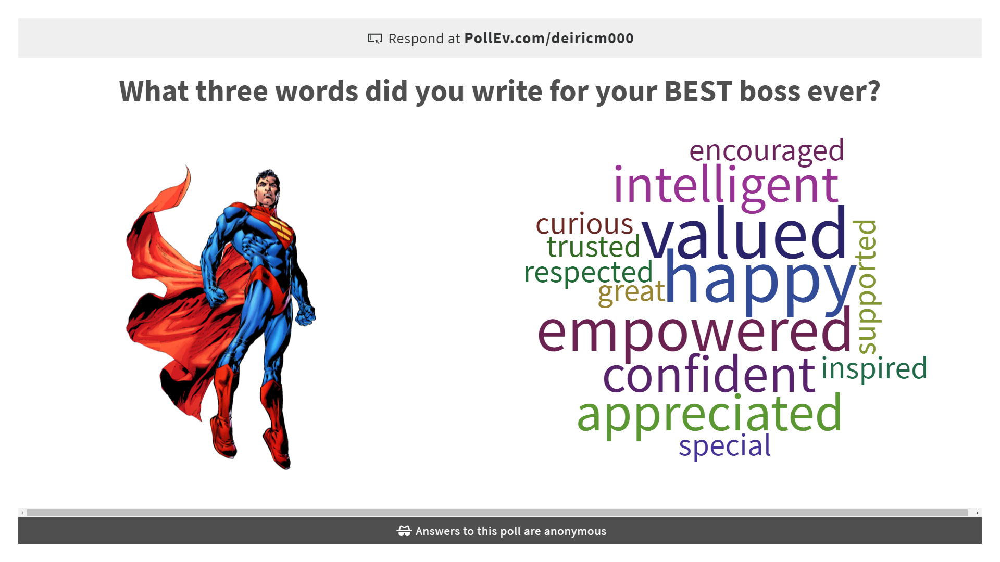 Respond at PollEv.com/deiricm000
What three words did you write for your BEST boss ever?
encouraged
intelligent
curious
valued
trusted
supported
respected
happy
great
empowered
confident
inspired
appreciated
special
Answers to this poll are anonymous